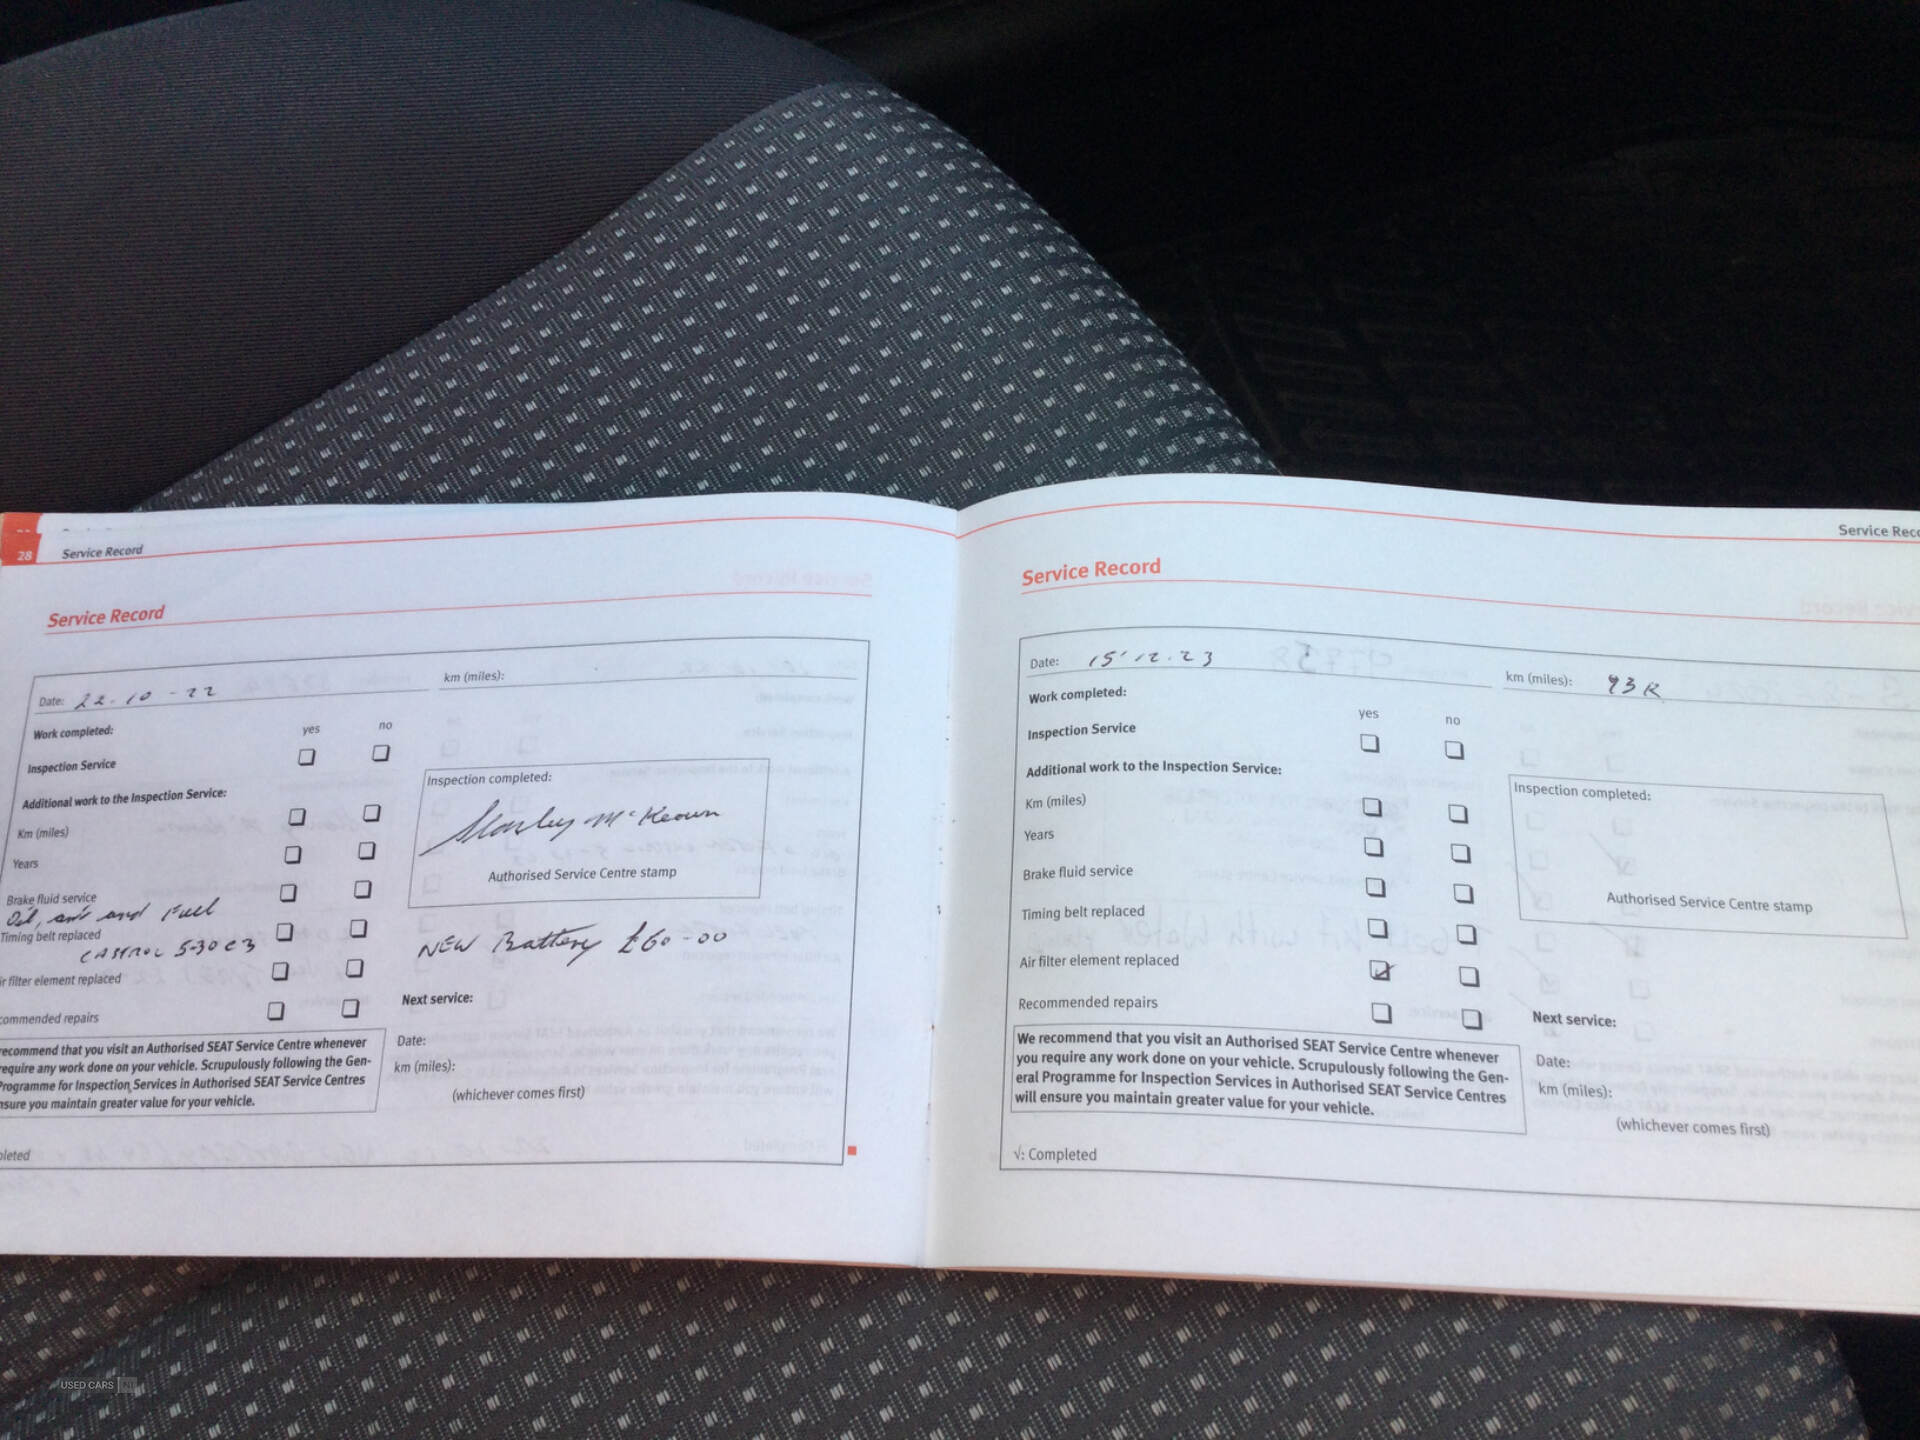 28 Service Record
Service Record
Date: 22.10-22
km (miles):
Work completed:
yes no
Inspection Service
Additional work to the Inspection Service:
Km (miles)
Years
Brake fluid service
Oil, air and Fuel
Timing belt replaced
CASTROL 5-30 C3
ir filter element replaced
commended repairs
Inspection completed:
Stanley McKeown
Authorised Service Centre stamp
NEW Battery £60-00
Next service:
Date:
km (miles):
(whichever comes first)
recommend that you visit an Authorised SEAT Service Centre whenever
require any work done on your vehicle. Scrupulously following the Gen-
Programme for Inspection Services in Authorised SEAT Service Centres
nsure you maintain greater value for your vehicle.
pleted
Service Reco
Service Record
Date: 15.12.23
km (miles): 93K
Work completed:
yes no
Inspection Service
Additional work to the Inspection Service:
Km (miles)
Years
Brake fluid service
Timing belt replaced
Air filter element replaced
Recommended repairs
Inspection completed:
Authorised Service Centre stamp
Next service:
Date:
km (miles):
(whichever comes first)
We recommend that you visit an Authorised SEAT Service Centre whenever
you require any work done on your vehicle. Scrupulously following the Gen-
eral Programme for Inspection Services in Authorised SEAT Service Centres
will ensure you maintain greater value for your vehicle.
√: Completed
USED CARS NI